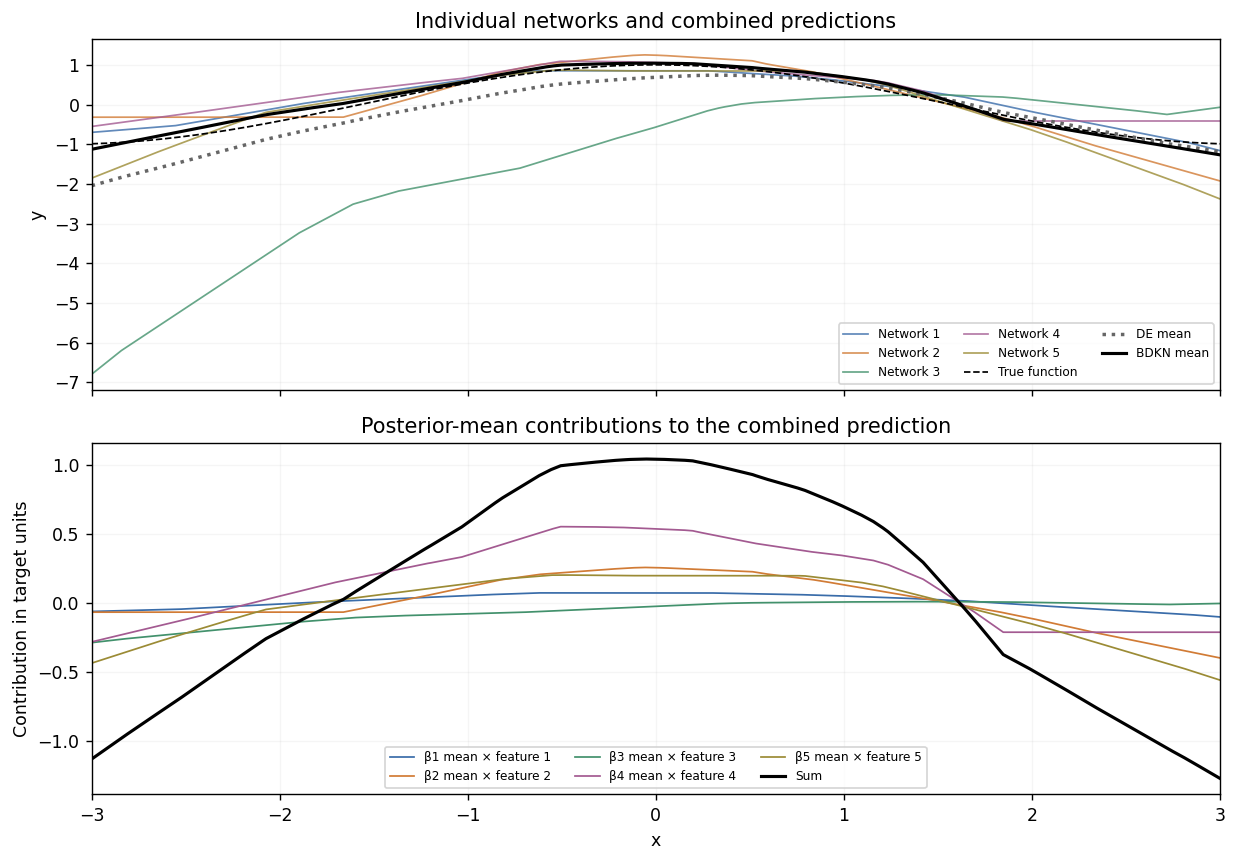 Individual networks and combined predictions
1
0
−1
−2
−3
−4
−5
−6
−7
y
Network 1
Network 2
Network 3
Network 4
Network 5
True function
DE mean
BDKN mean
Posterior-mean contributions to the combined prediction
1.0
0.5
0.0
−0.5
−1.0
Contribution in target units
β1 mean × feature 1
β2 mean × feature 2
β3 mean × feature 3
β4 mean × feature 4
β5 mean × feature 5
Sum
−3
−2
−1
0
1
2
3
x